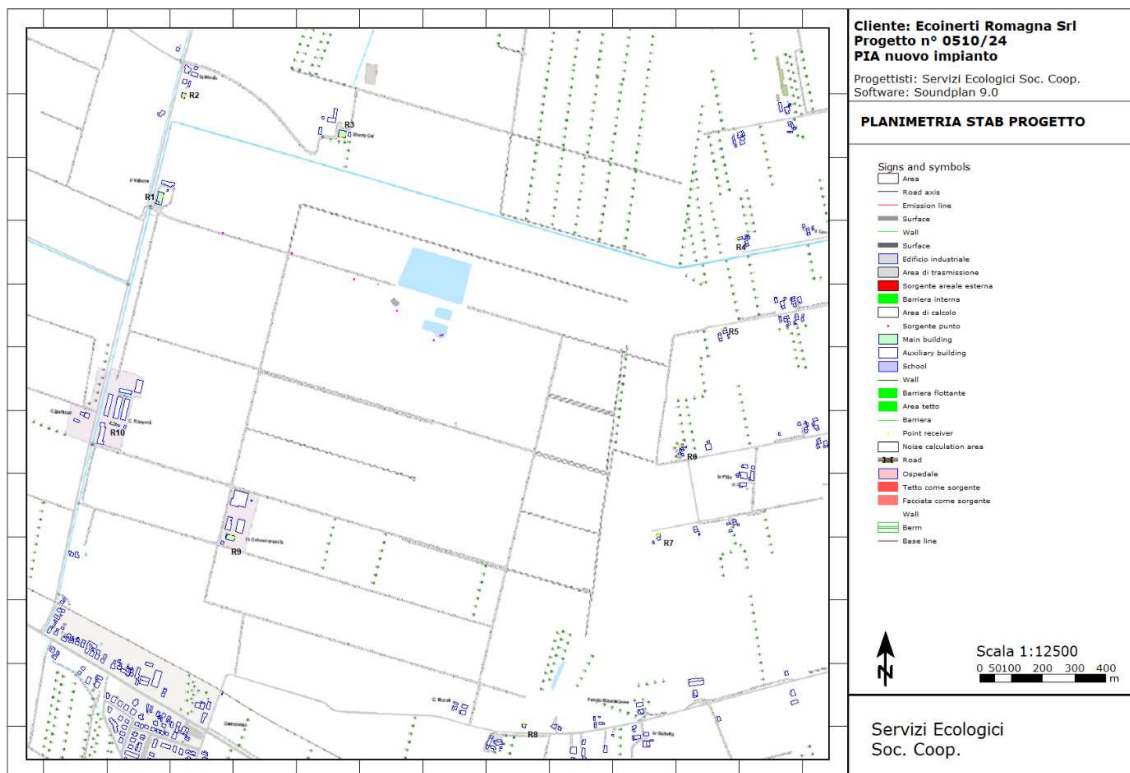 Cliente: Ecoinerti Romagna Srl
Progetto n° 0510/24
PIA nuovo impianto
Progettisti: Servizi Ecologici Soc. Coop.
Software: Soundplan 9.0
PLANIMETRIA STAB PROGETTO
Signs and symbols
Area
Road axis
Emission line
Surface
Wall
Surface
Edificio industriale
Area di trasmissione
Sorgente areale esterna
Barriera interna
Area di calcolo
Sorgente punto
Main building
Auxiliary building
School
Wall
Barriera flottante
Area tetto
Barriera
Point receiver
Noise calculation area
Road
Ospedale
Tetto come sorgente
Facciata come sorgente
Wall
Berm
Base line
N
Scala 1:12500
0 50100 200 300 400
m
Servizi Ecologici
Soc. Coop.
R2
R3
R1
R4
R5
R10
R6
R9
R7
R8